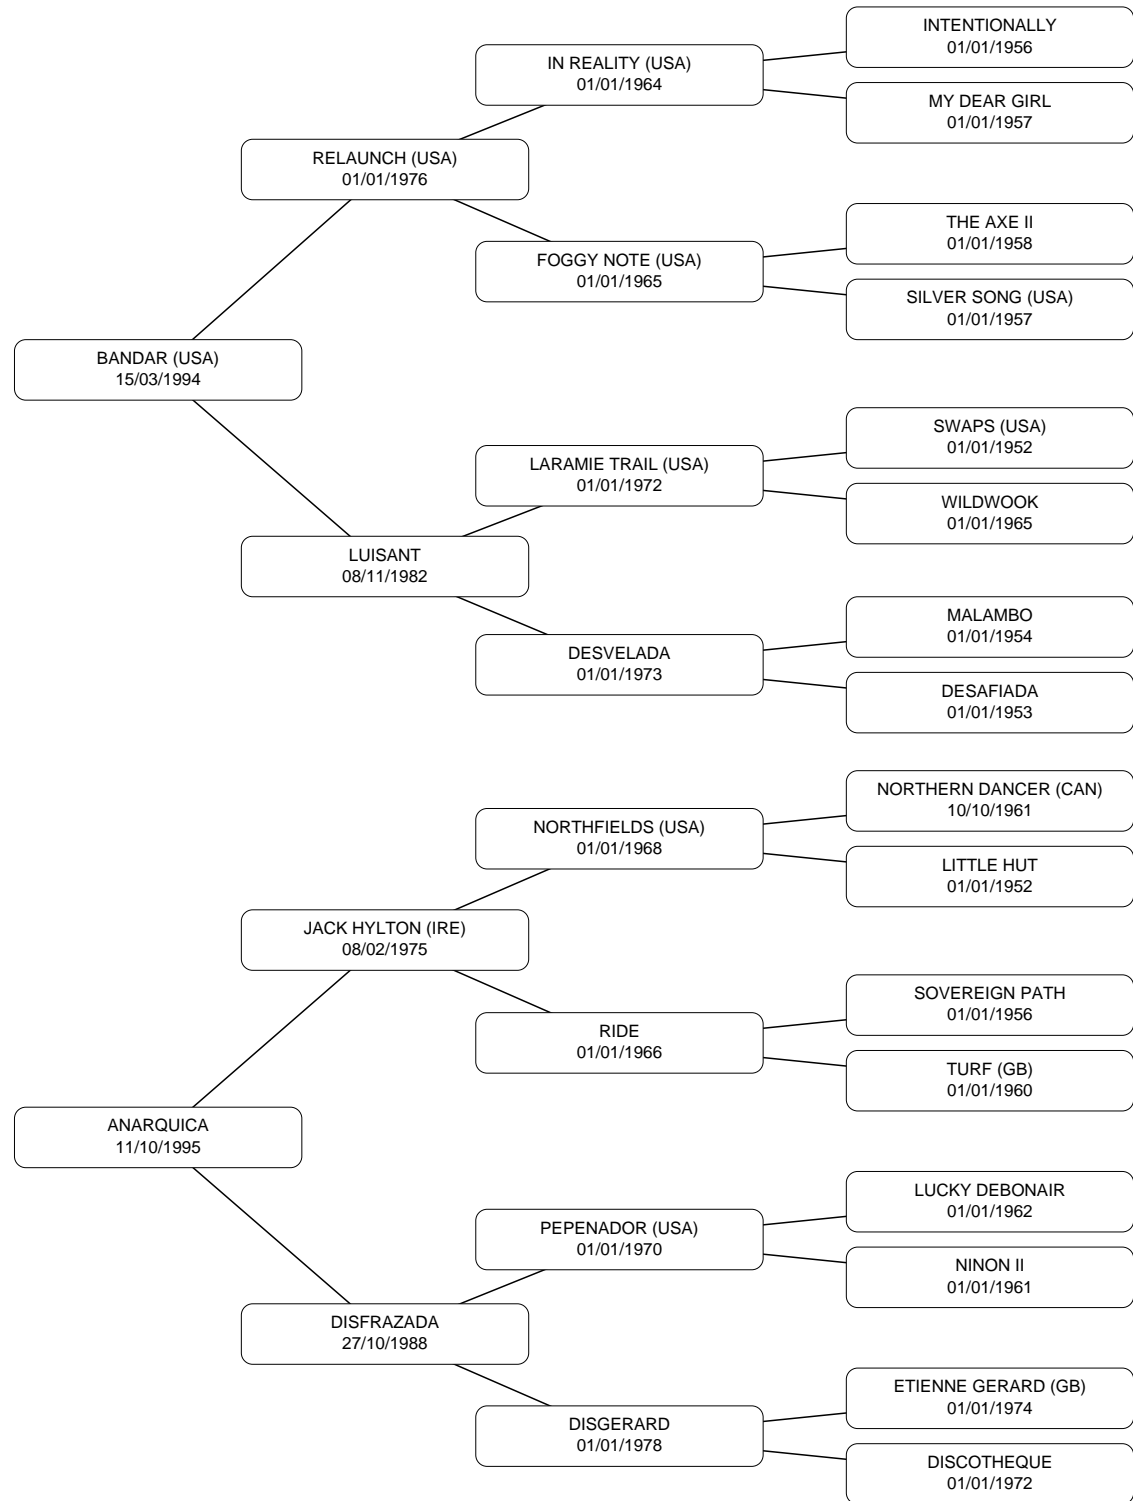 INTENTIONALLY
01/01/1956
IN REALITY (USA)
01/01/1964
MY DEAR GIRL
01/01/1957
RELAUNCH (USA)
01/01/1976
THE AXE II
01/01/1958
FOGGY NOTE (USA)
01/01/1965
SILVER SONG (USA)
01/01/1957
BANDAR (USA)
15/03/1994
SWAPS (USA)
01/01/1952
LARAMIE TRAIL (USA)
01/01/1972
WILDWOOK
01/01/1965
LUISANT
08/11/1982
MALAMBO
01/01/1954
DESVELADA
01/01/1973
DESAFIADA
01/01/1953
NORTHERN DANCER (CAN)
10/10/1961
NORTHFIELDS (USA)
01/01/1968
LITTLE HUT
01/01/1952
JACK HYLTON (IRE)
08/02/1975
SOVEREIGN PATH
01/01/1956
RIDE
01/01/1966
TURF (GB)
01/01/1960
ANARQUICA
11/10/1995
LUCKY DEBONAIR
01/01/1962
PEPENADOR (USA)
01/01/1970
NINON II
01/01/1961
DISFRAZADA
27/10/1988
ETIENNE GERARD (GB)
01/01/1974
DISGERARD
01/01/1978
DISCOTHEQUE
01/01/1972